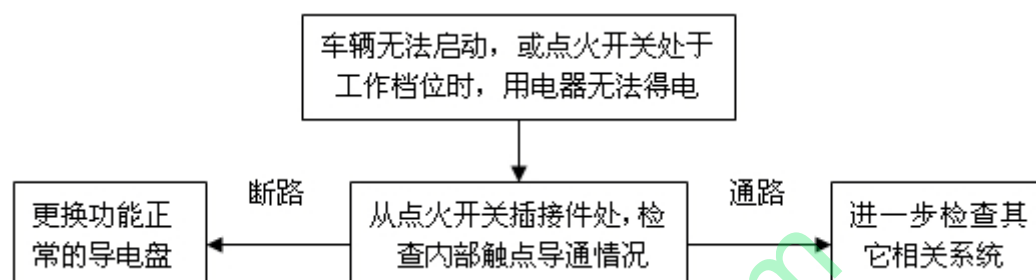 车辆无法启动，或点火开关处于
工作档位时，用电器无法得电
断路
通路
更换功能正
常的导电盘
从点火开关插接件处，检
查内部触点导通情况
进一步检查其
它相关系统
m